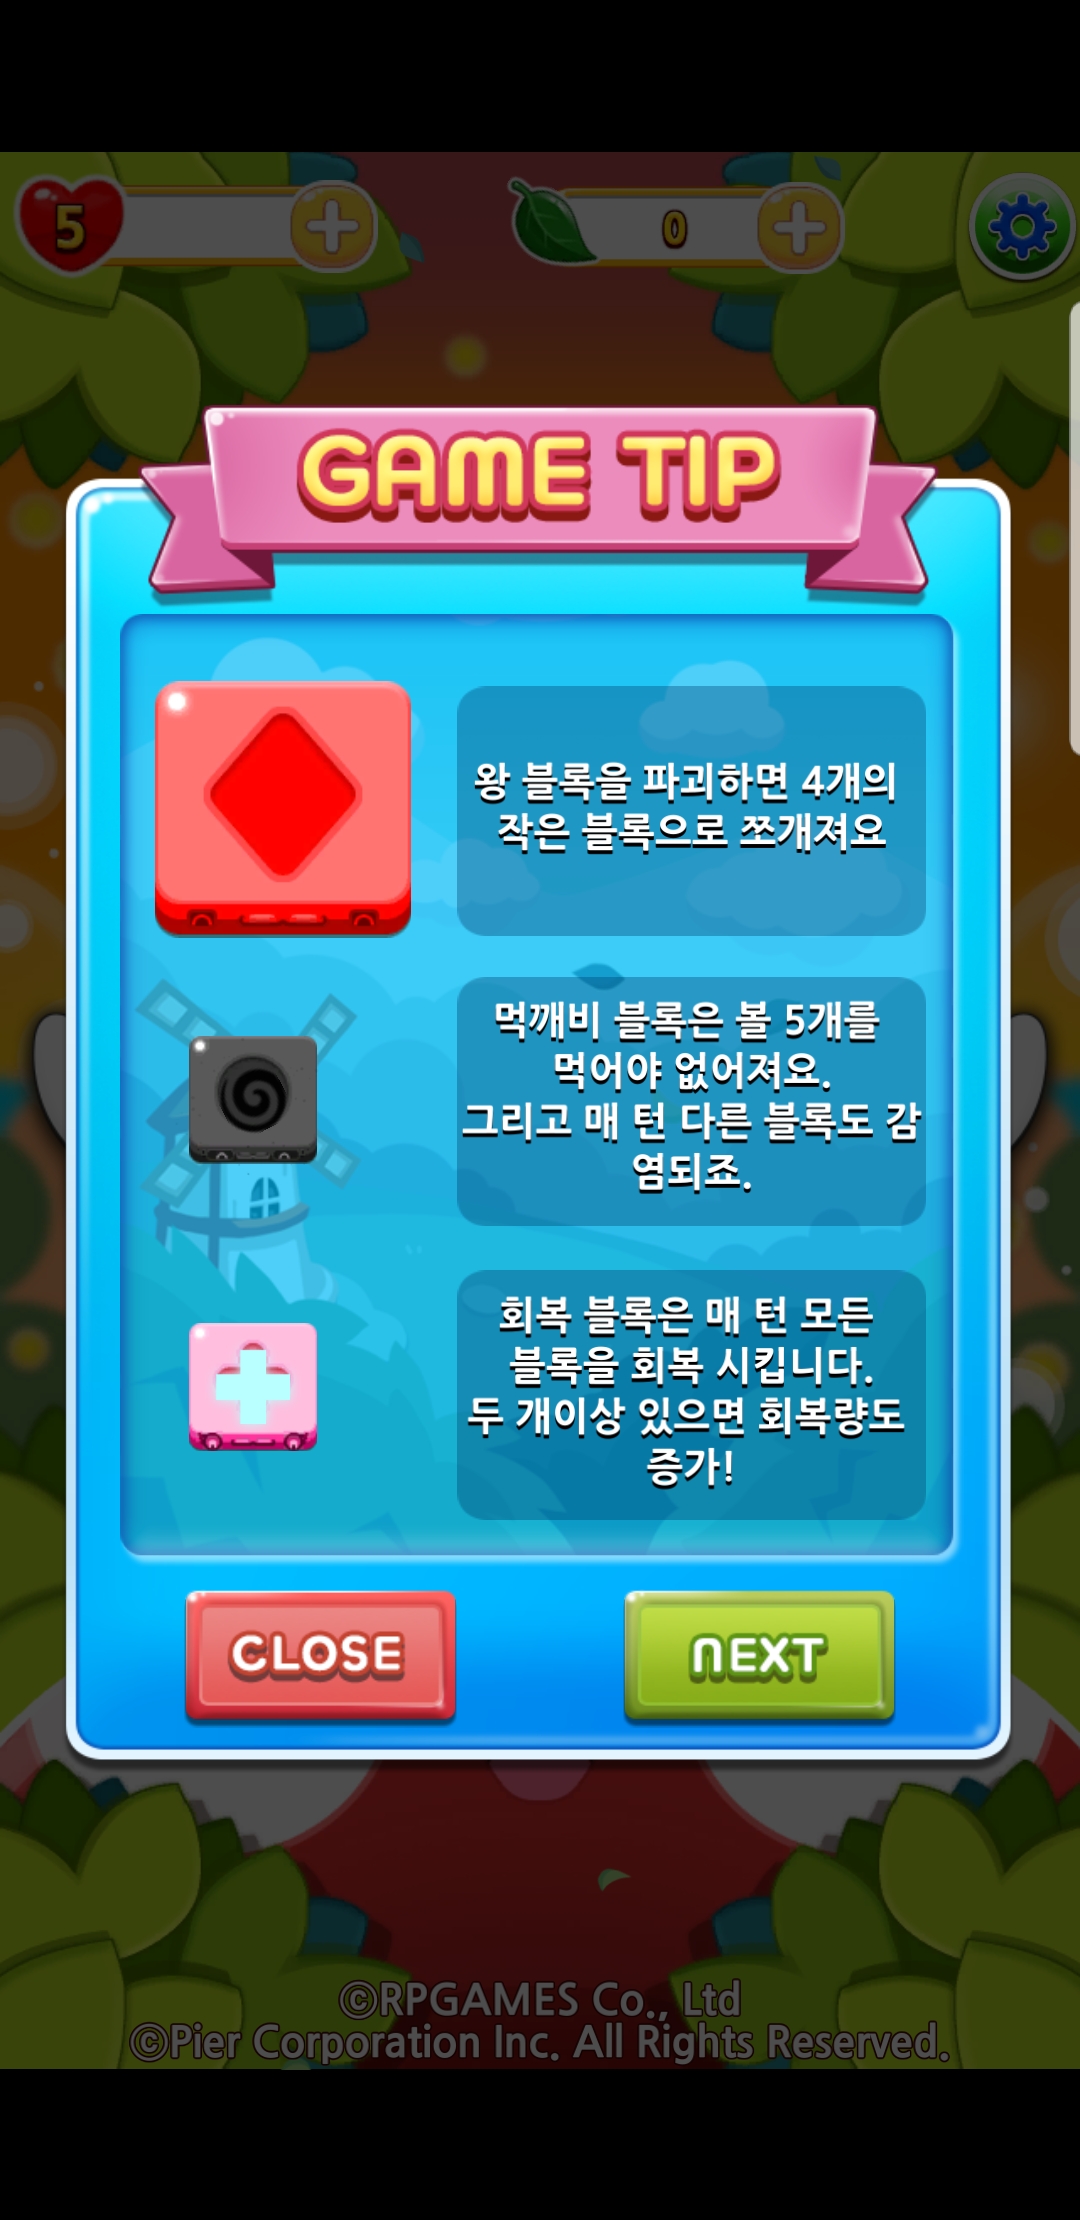 5
0
GAME TIP
왕 블록을 파괴하면 4개의
작은 블록으로 쪼개져요
먹깨비 블록은 볼 5개를
먹어야 없어져요.
그리고 매 턴 다른 블록도 감
염되죠.
회복 블록은 매 턴 모든
블록을 회복 시킵니다.
두 개이상 있으면 회복량도
증가!
CLOSE
NEXT
©RPGAMES Co., Ltd
©Pier Corporation Inc. All Rights Reserved.